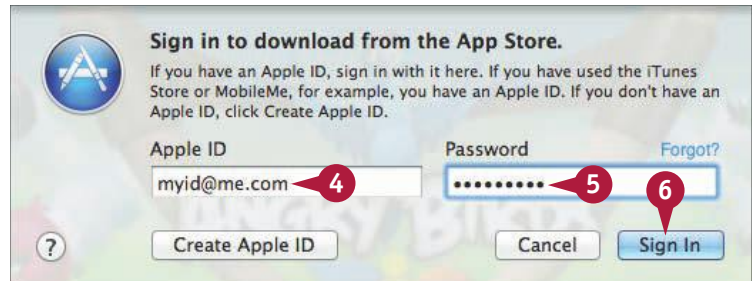 Sign in to download from the App Store.
If you have an Apple ID, sign in with it here. If you have used the iTunes
Store or MobileMe, for example, you have an Apple ID. If you don't have an
Apple ID, click Create Apple ID.
Apple ID Password Forgot?
myid@me.com 4 ••••••••• 5 6
ANGRY BIRDS
? Create Apple ID Cancel Sign In